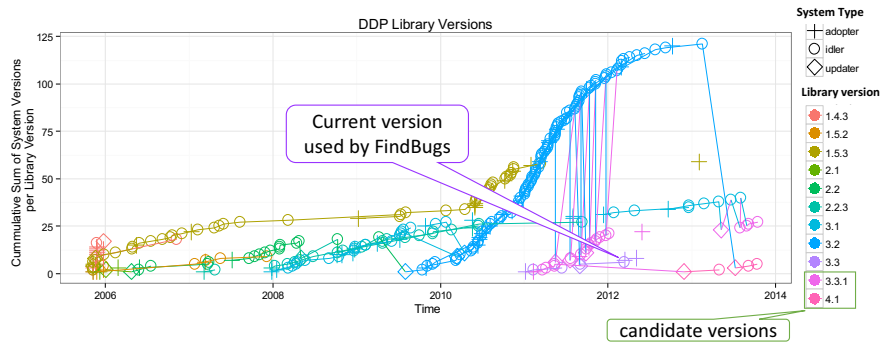 DDP Library Versions
System Type
adopter
idler
updater
Library version
1.4.3
1.5.2
1.5.3
2.1
2.2
2.2.3
3.1
3.2
3.3
3.3.1
4.1
Current version
used by FindBugs
candidate versions
Cummulative Sum of System Versions
per Library Version
125
100
75
50
25
0
2006
2008
2010
2012
2014
Time